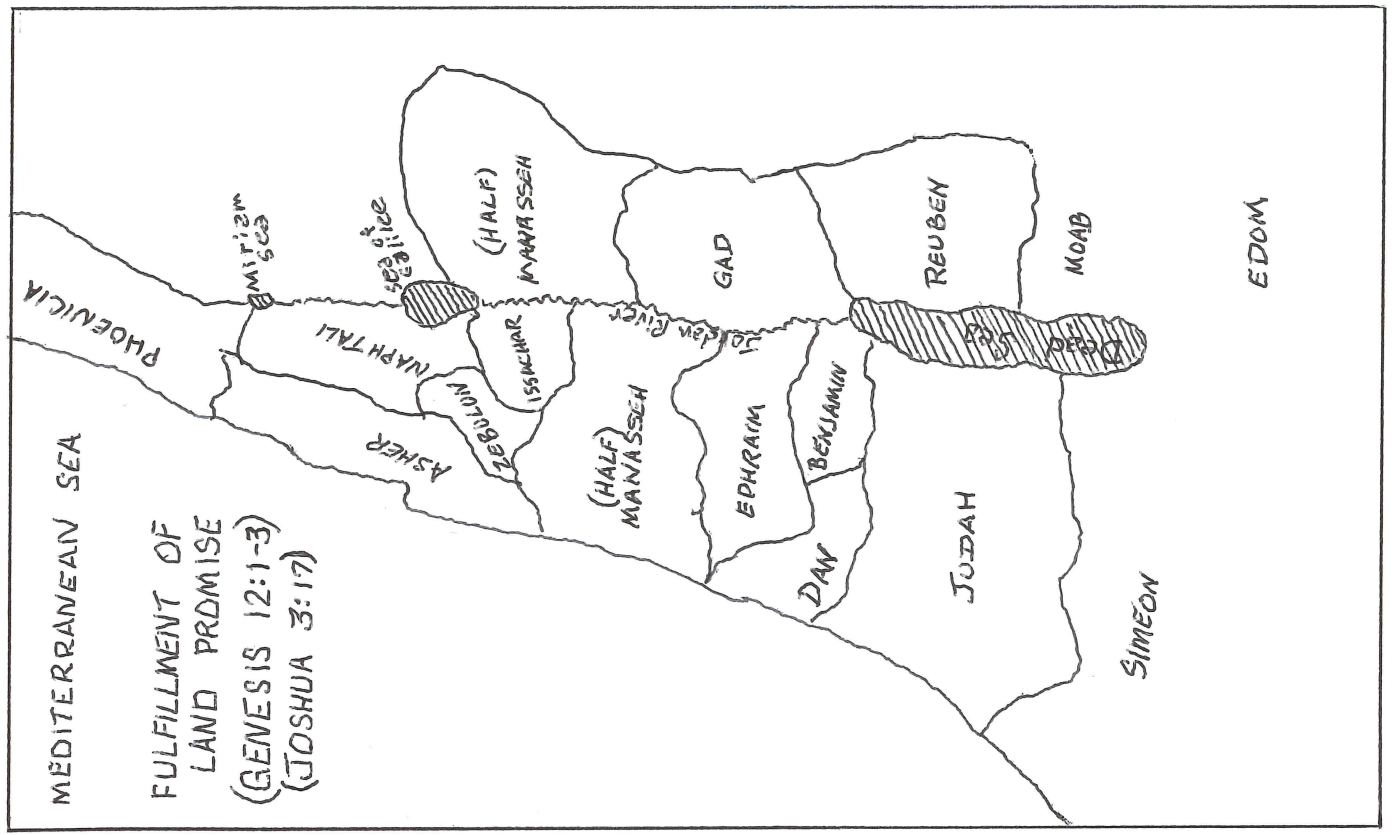 MEDITERRANEAN SEA
FULFILLMENT OF
LAND PROMISE
(GENESIS 12:1-3)
(JOSHUA 3:17)
PHOENICIA
Miriam
Sea
Sea of
Galilee
NAPHTALI
ASHER
ZEBULUN
ISSACHAR
(HALF)
MANASSEH
(HALF)
MANASSEH
Jordan River
GAD
EPHRAIM
BENJAMIN
DAN
REUBEN
Dead Sea
JUDAH
MOAB
SIMEON
EDOM